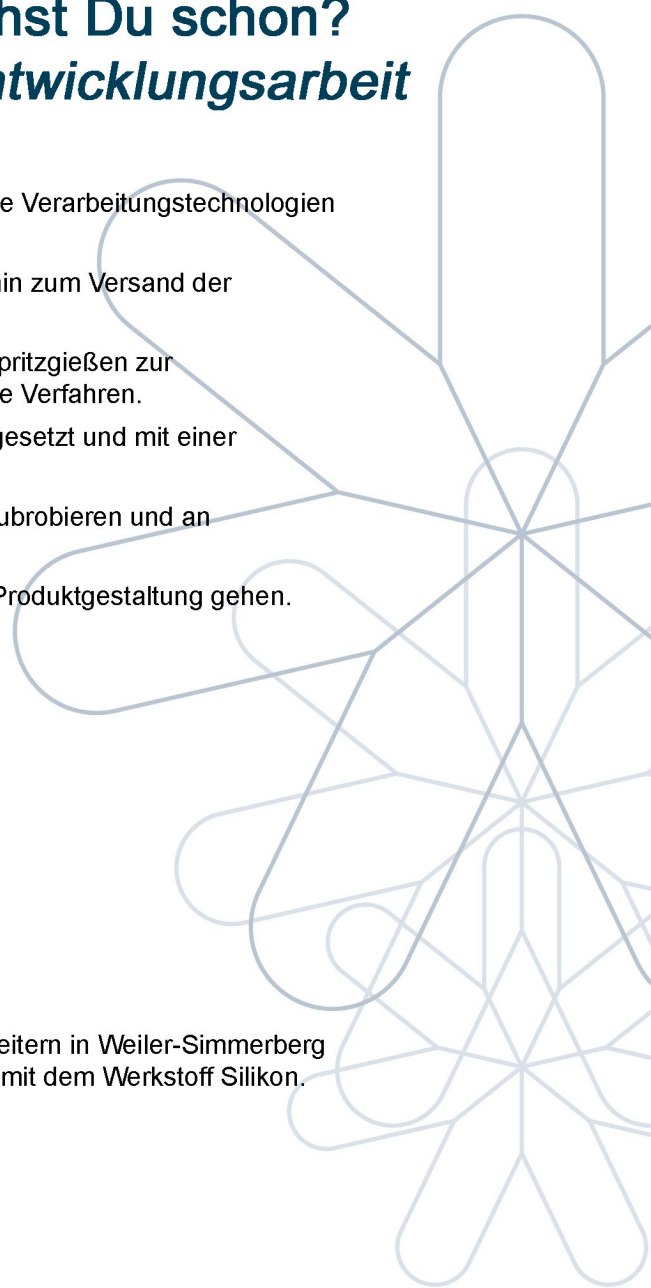 hst Du schon?
ntwicklungsarbeit
e Verarbeitungstechnologien
in zum Versand der
pritzgießen zur
e Verfahren.
gesetzt und mit einer
ubrobieren und an
Produktgestaltung gehen.
eitern in Weiler-Simmerberg
mit dem Werkstoff Silikon.